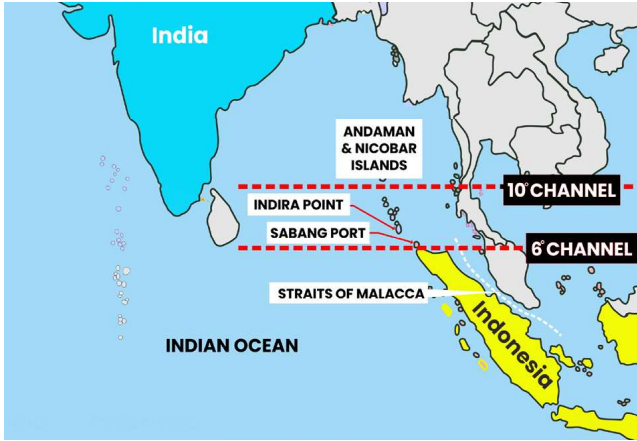 India
ANDAMAN
& NICOBAR
ISLANDS
10° CHANNEL
INDIRA POINT
SABANG PORT
6° CHANNEL
STRAITS OF MALACCA
Indonesia
INDIAN OCEAN